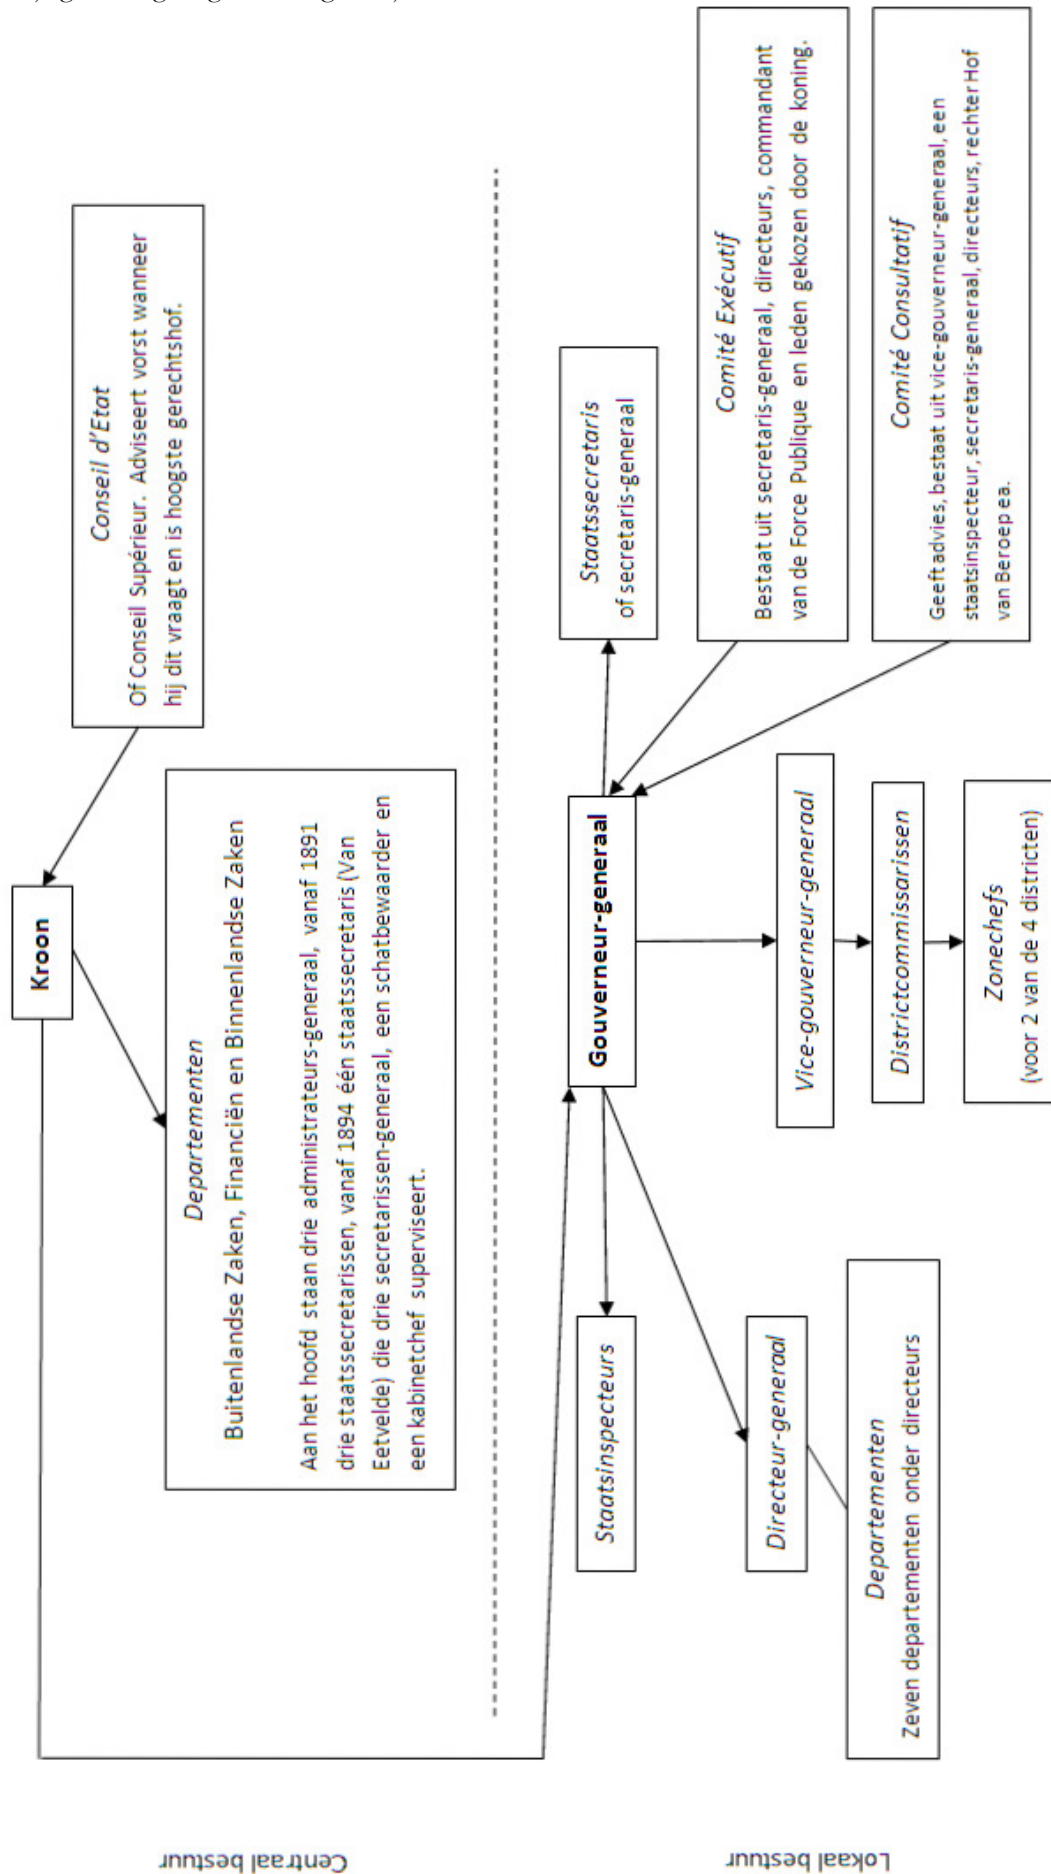 Kroon
Conseil d'Etat
Of Conseil Supérieur. Adviseert vorst wanneer
hij dit vraagt en is hoogste gerechtshof.
Departementen
Buitenlandse Zaken, Financiën en Binnenlandse Zaken
Aan het hoofd staan drie administrateurs-generaal, vanaf 1891
drie staatssecretarissen, vanaf 1894 één staatssecretaris (Van
Eetvelde) die drie secretarissen-generaal, een schatbewaarder en
een kabinetchef superviseert.
Centraal bestuur
Gouverneur-generaal
Staatssecretaris
of secretaris-generaal
Comité Exécutif
Bestaat uit secretaris-generaal, directeurs, commandant
van de Force Publique en leden gekozen door de koning.
Comité Consultatif
Geeft advies, bestaat uit vice-gouverneur-generaal, een
staatsinspecteur, secretaris-generaal, directeurs, rechter Hof
van Beroep ea.
Staatsinspecteurs
Directeur-generaal
Departementen
Zeven departementen onder directeurs
Vice-gouverneur-generaal
Districtcommissarissen
Zonechefs
(voor 2 van de 4 districten)
Lokaal bestuur